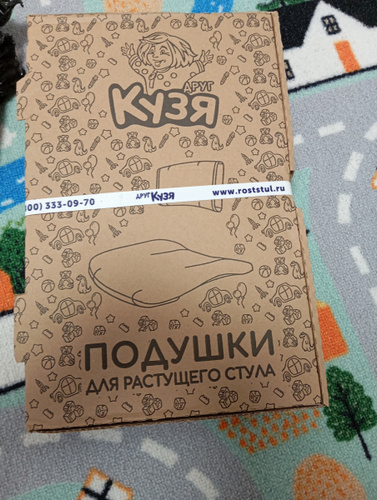 ДРУГ
КУЗЯ
00) 333-09-70 ДРУГ КУЗЯ www.roststul.ru
ПОДУШКИ
ДЛЯ РАСТУЩЕГО СТУЛА